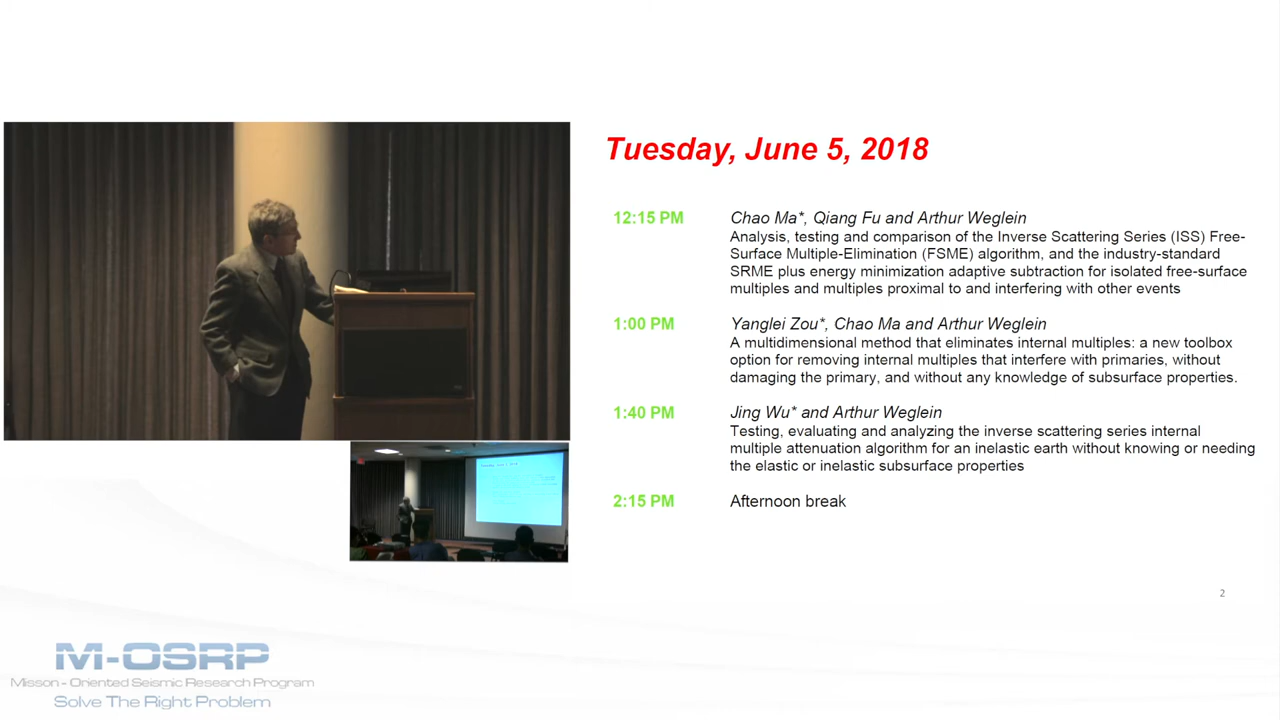 Tuesday, June 5, 2018
12:15 PM
Chao Ma*, Qiang Fu and Arthur Weglein
Analysis, testing and comparison of the Inverse Scattering Series (ISS) Free-
Surface Multiple-Elimination (FSME) algorithm, and the industry-standard
SRME plus energy minimization adaptive subtraction for isolated free-surface
multiples and multiples proximal to and interfering with other events
1:00 PM
Yanglei Zou*, Chao Ma and Arthur Weglein
A multidimensional method that eliminates internal multiples: a new toolbox
option for removing internal multiples that interfere with primaries, without
damaging the primary, and without any knowledge of subsurface properties.
1:40 PM
Jing Wu* and Arthur Weglein
Testing, evaluating and analyzing the inverse scattering series internal
multiple attenuation algorithm for an inelastic earth without knowing or needing
the elastic or inelastic subsurface properties
2:15 PM
Afternoon break
2
M-OSRP
Misson - Oriented Seismic Research Program
Solve The Right Problem